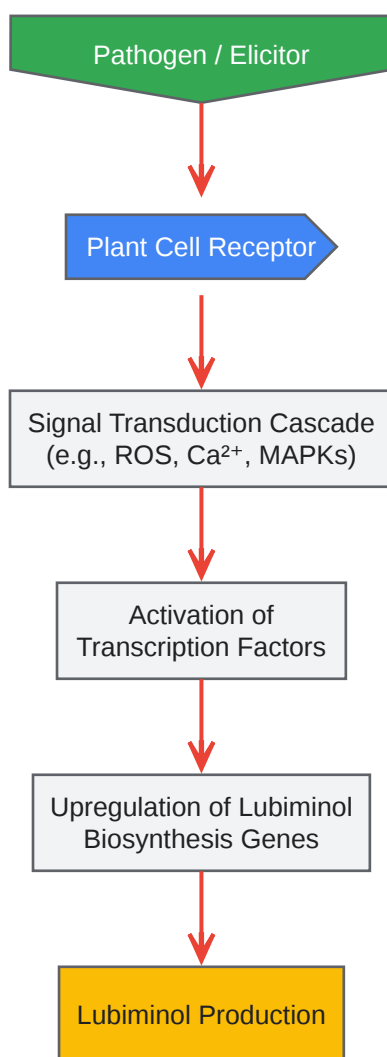 Pathogen / Elicitor
Plant Cell Receptor
Signal Transduction Cascade
(e.g., ROS, Ca²⁺, MAPKs)
Activation of
Transcription Factors
Upregulation of Lubiminol
Biosynthesis Genes
Lubiminol Production